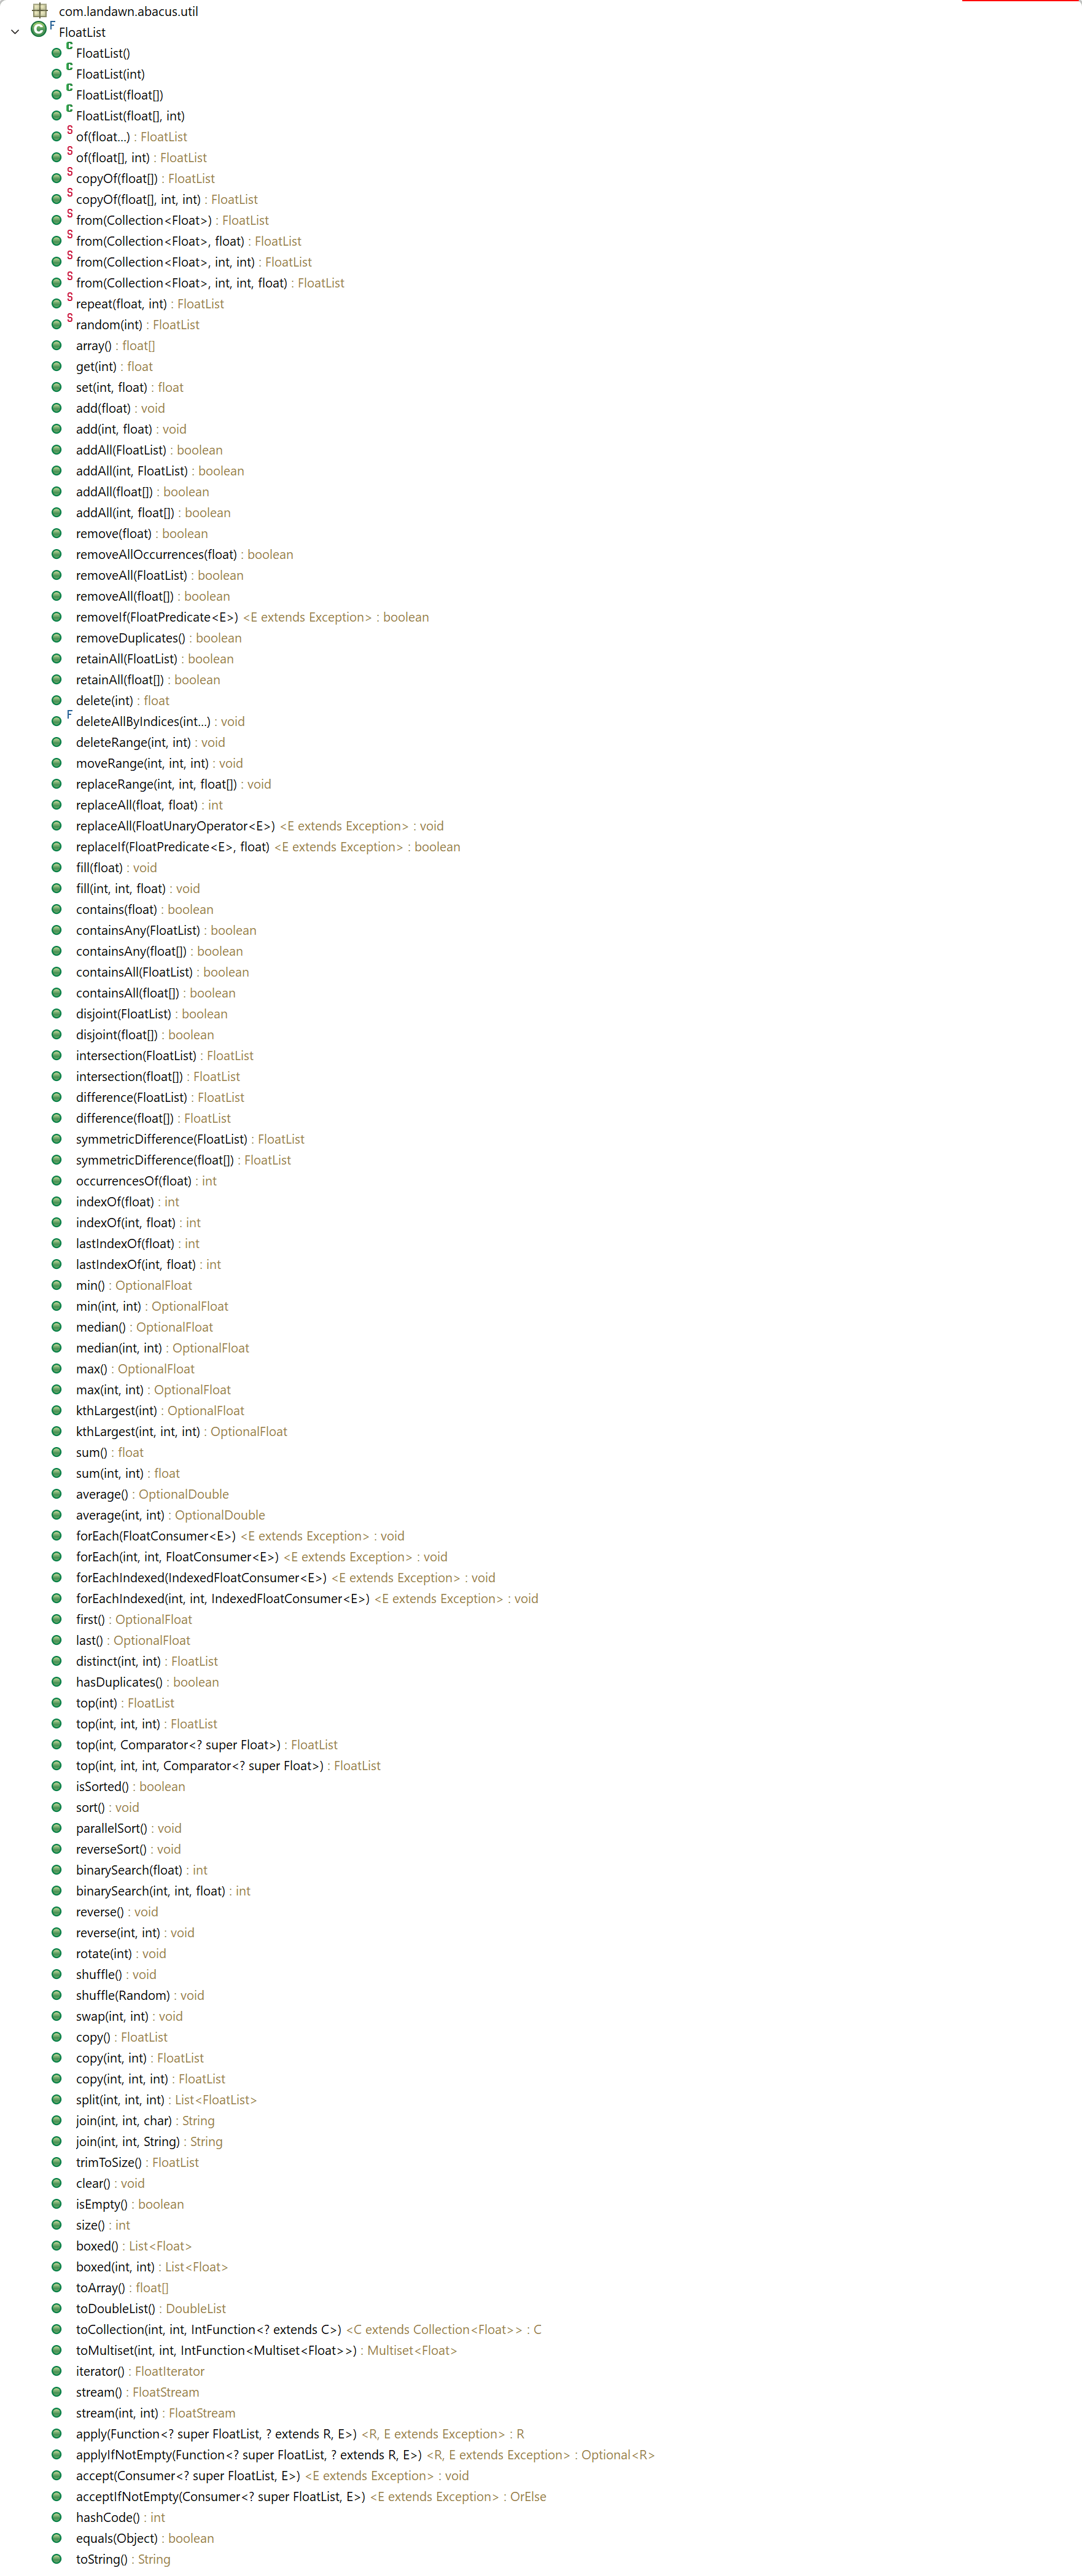 com.landawn.abacus.util
F
FloatList
C FloatList()
C FloatList(int)
C FloatList(float[])
C FloatList(float[], int)
S of(float...) : FloatList
S of(float[], int) : FloatList
S copyOf(float[]) : FloatList
S copyOf(float[], int, int) : FloatList
S from(Collection<Float>) : FloatList
S from(Collection<Float>, float) : FloatList
S from(Collection<Float>, int, int) : FloatList
S from(Collection<Float>, int, int, float) : FloatList
S repeat(float, int) : FloatList
S random(int) : FloatList
array() : float[]
get(int) : float
set(int, float) : float
add(float) : void
add(int, float) : void
addAll(FloatList) : boolean
addAll(int, FloatList) : boolean
addAll(float[]) : boolean
addAll(int, float[]) : boolean
remove(float) : boolean
removeAllOccurrences(float) : boolean
removeAll(FloatList) : boolean
removeAll(float[]) : boolean
removeIf(FloatPredicate<E>) <E extends Exception> : boolean
removeDuplicates() : boolean
retainAll(FloatList) : boolean
retainAll(float[]) : boolean
delete(int) : float
F deleteAllByIndices(int...) : void
deleteRange(int, int) : void
moveRange(int, int, int) : void
replaceRange(int, int, float[]) : void
replaceAll(float, float) : int
replaceAll(FloatUnaryOperator<E>) <E extends Exception> : void
replaceIf(FloatPredicate<E>, float) <E extends Exception> : boolean
fill(float) : void
fill(int, int, float) : void
contains(float) : boolean
containsAny(FloatList) : boolean
containsAny(float[]) : boolean
containsAll(FloatList) : boolean
containsAll(float[]) : boolean
disjoint(FloatList) : boolean
disjoint(float[]) : boolean
intersection(FloatList) : FloatList
intersection(float[]) : FloatList
difference(FloatList) : FloatList
difference(float[]) : FloatList
symmetricDifference(FloatList) : FloatList
symmetricDifference(float[]) : FloatList
occurrencesOf(float) : int
indexOf(float) : int
indexOf(int, float) : int
lastIndexOf(float) : int
lastIndexOf(int, float) : int
min() : OptionalFloat
min(int, int) : OptionalFloat
median() : OptionalFloat
median(int, int) : OptionalFloat
max() : OptionalFloat
max(int, int) : OptionalFloat
kthLargest(int) : OptionalFloat
kthLargest(int, int, int) : OptionalFloat
sum() : float
sum(int, int) : float
average() : OptionalDouble
average(int, int) : OptionalDouble
forEach(FloatConsumer<E>) <E extends Exception> : void
forEach(int, int, FloatConsumer<E>) <E extends Exception> : void
forEachIndexed(IndexedFloatConsumer<E>) <E extends Exception> : void
forEachIndexed(int, int, IndexedFloatConsumer<E>) <E extends Exception> : void
first() : OptionalFloat
last() : OptionalFloat
distinct(int, int) : FloatList
hasDuplicates() : boolean
top(int) : FloatList
top(int, int, int) : FloatList
top(int, Comparator<? super Float>) : FloatList
top(int, int, int, Comparator<? super Float>) : FloatList
isSorted() : boolean
sort() : void
parallelSort() : void
reverseSort() : void
binarySearch(float) : int
binarySearch(int, int, float) : int
reverse() : void
reverse(int, int) : void
rotate(int) : void
shuffle() : void
shuffle(Random) : void
swap(int, int) : void
copy() : FloatList
copy(int, int) : FloatList
copy(int, int, int) : FloatList
split(int, int, int) : List<FloatList>
join(int, int, char) : String
join(int, int, String) : String
trimToSize() : FloatList
clear() : void
isEmpty() : boolean
size() : int
boxed() : List<Float>
boxed(int, int) : List<Float>
toArray() : float[]
toDoubleList() : DoubleList
toCollection(int, int, IntFunction<? extends C>) <C extends Collection<Float>> : C
toMultiset(int, int, IntFunction<Multiset<Float>>) : Multiset<Float>
iterator() : FloatIterator
stream() : FloatStream
stream(int, int) : FloatStream
apply(Function<? super FloatList, ? extends R, E>) <R, E extends Exception> : R
applyIfNotEmpty(Function<? super FloatList, ? extends R, E>) <R, E extends Exception> : Optional<R>
accept(Consumer<? super FloatList, E>) <E extends Exception> : void
acceptIfNotEmpty(Consumer<? super FloatList, E>) <E extends Exception> : OrElse
hashCode() : int
equals(Object) : boolean
toString() : String